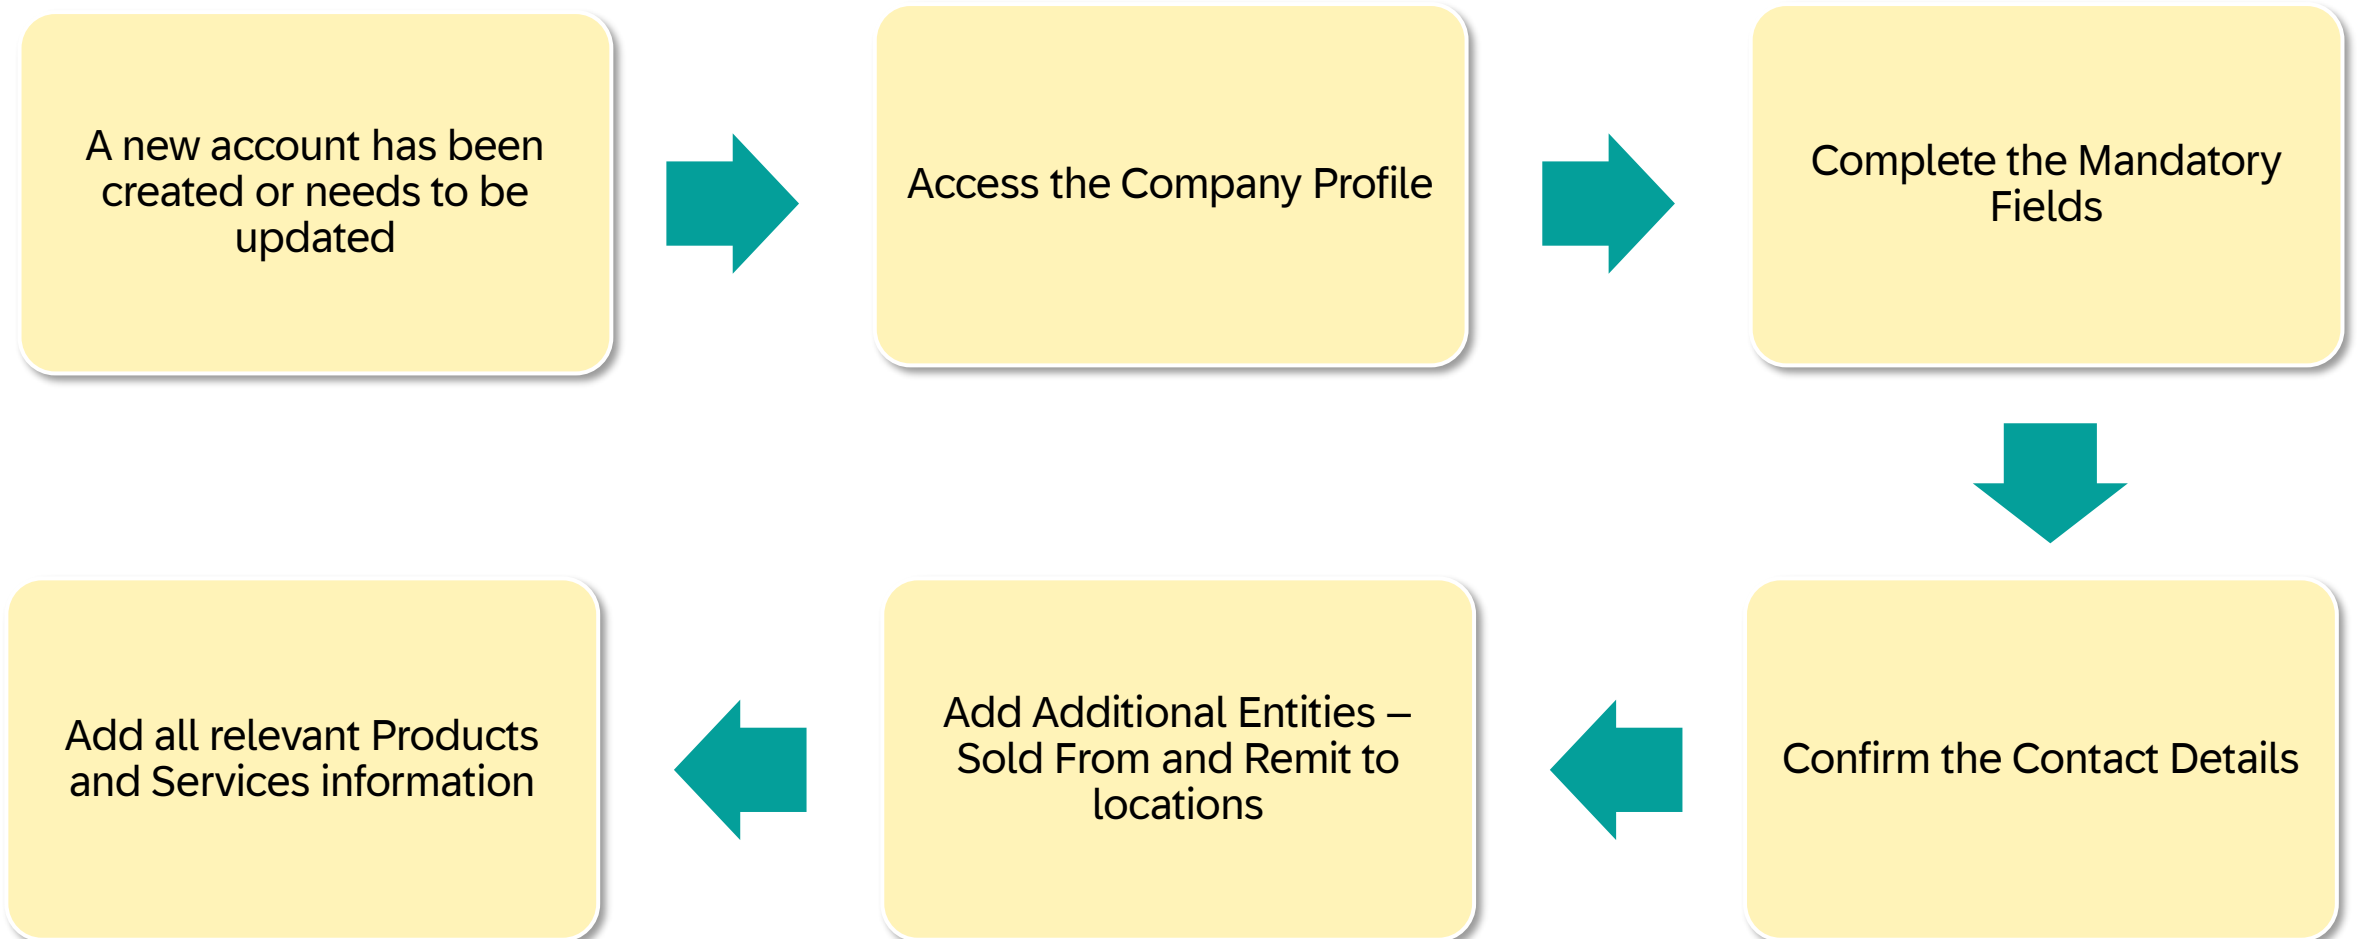 A new account has been
created or needs to be
updated
Access the Company Profile
Complete the Mandatory
Fields
Confirm the Contact Details
Add Additional Entities –
Sold From and Remit to
locations
Add all relevant Products
and Services information